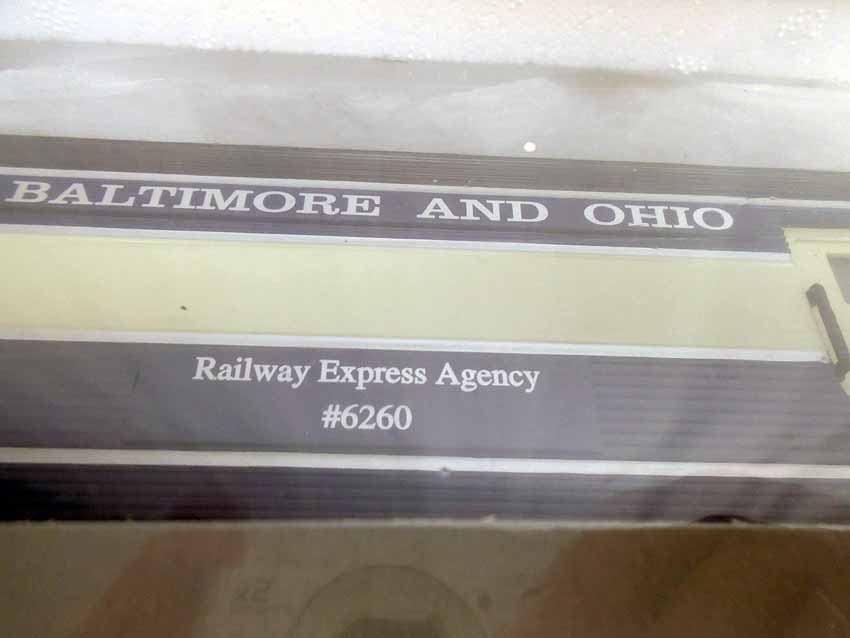 BALTIMORE AND OHIO
Railway Express Agency
#6260